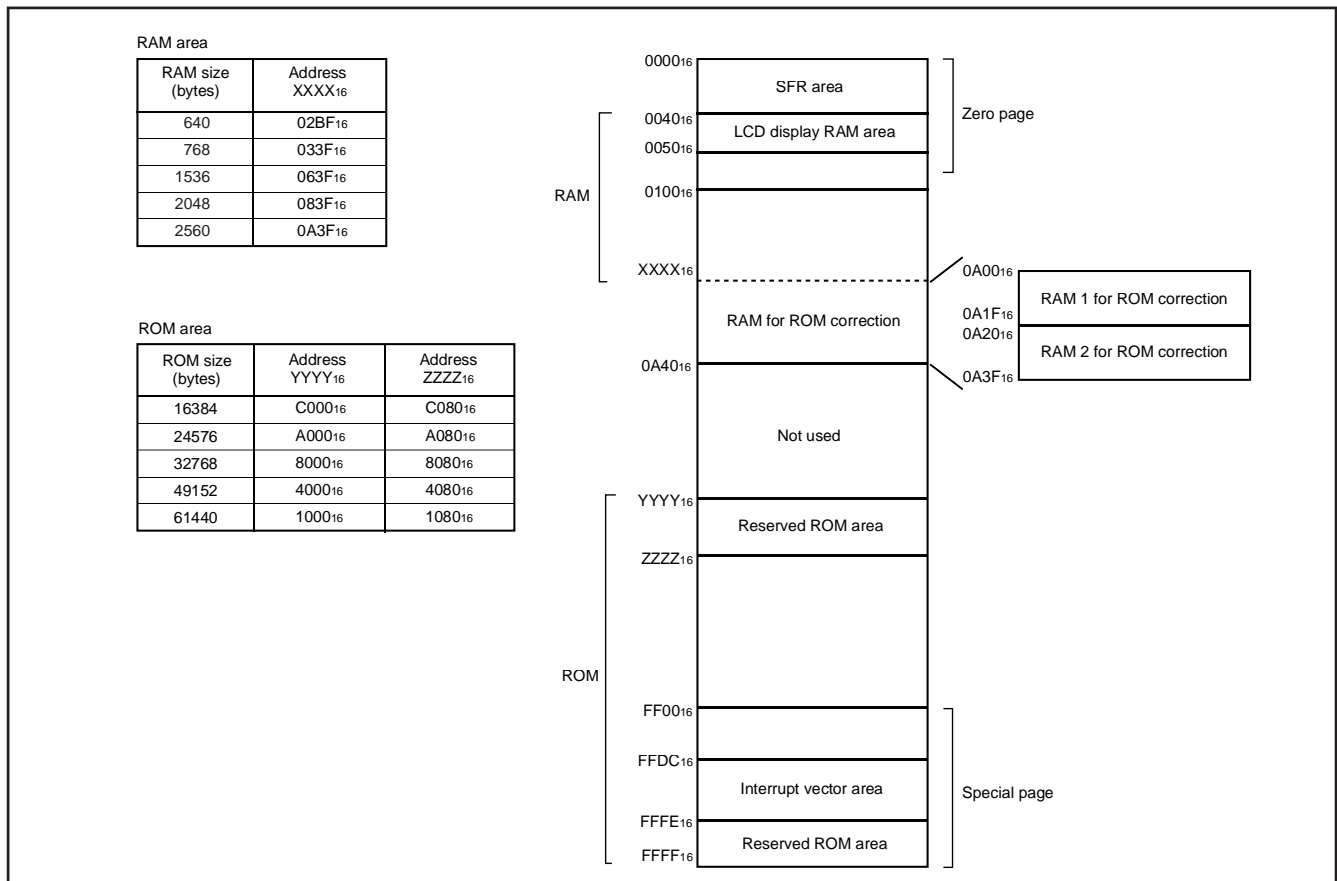 RAM area
RAM size
(bytes)
Address
XXXX16
640 02BF16
768 033F16
1536 063F16
2048 083F16
2560 0A3F16
ROM area
ROM size
(bytes)
Address
YYYY16
Address
ZZZZ16
16384 C00016 C08016
24576 A00016 A08016
32768 800016 808016
49152 400016 408016
61440 100016 108016
RAM
ROM
000016
SFR area
004016
LCD display RAM area
005016
010016
XXXX16
RAM for ROM correction
0A4016
Not used
YYYY16
Reserved ROM area
ZZZZ16
FF0016
FFDC16
Interrupt vector area
FFFE16
Reserved ROM area
FFFF16
Zero page
0A0016
RAM 1 for ROM correction
0A1F16
0A2016
RAM 2 for ROM correction
0A3F16
Special page